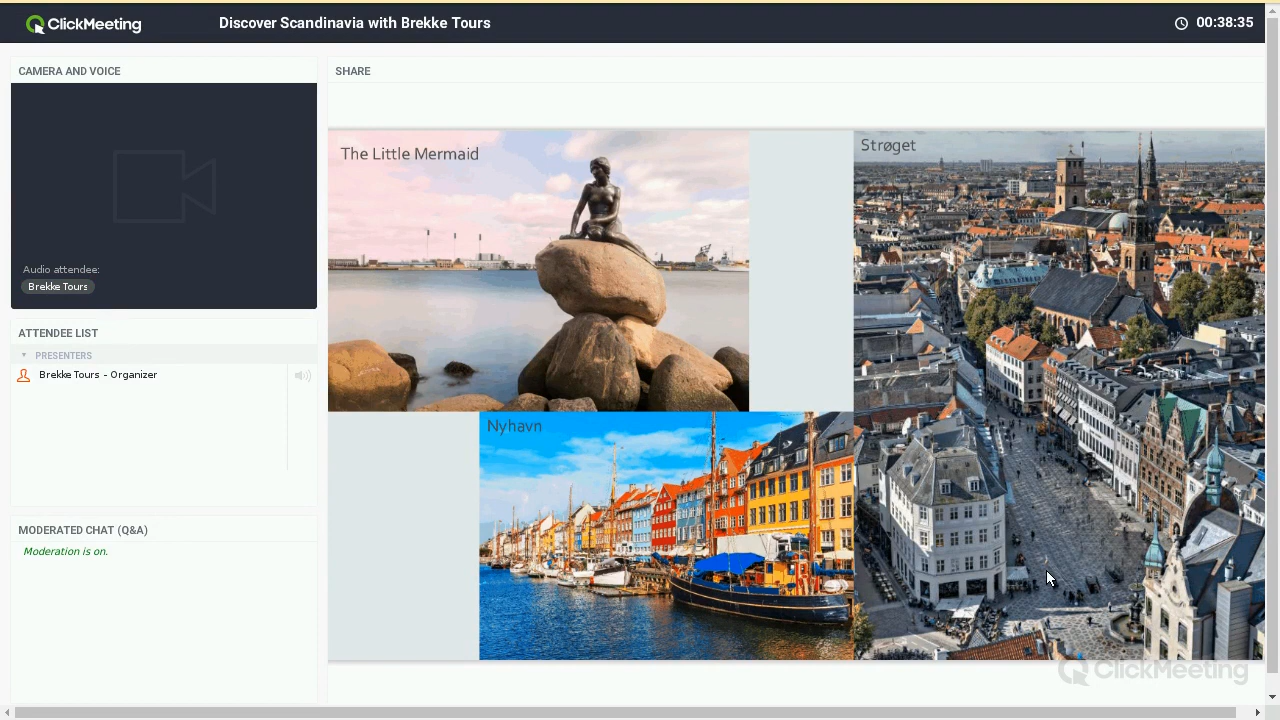 ClickMeeting
Discover Scandinavia with Brekke Tours
00:38:35
CAMERA AND VOICE
Audio attendee:
Brekke Tours
ATTENDEE LIST
PRESENTERS
Brekke Tours - Organizer
MODERATED CHAT (Q&A)
Moderation is on.
SHARE
The Little Mermaid
Strøget
Nyhavn
ClickMeeting